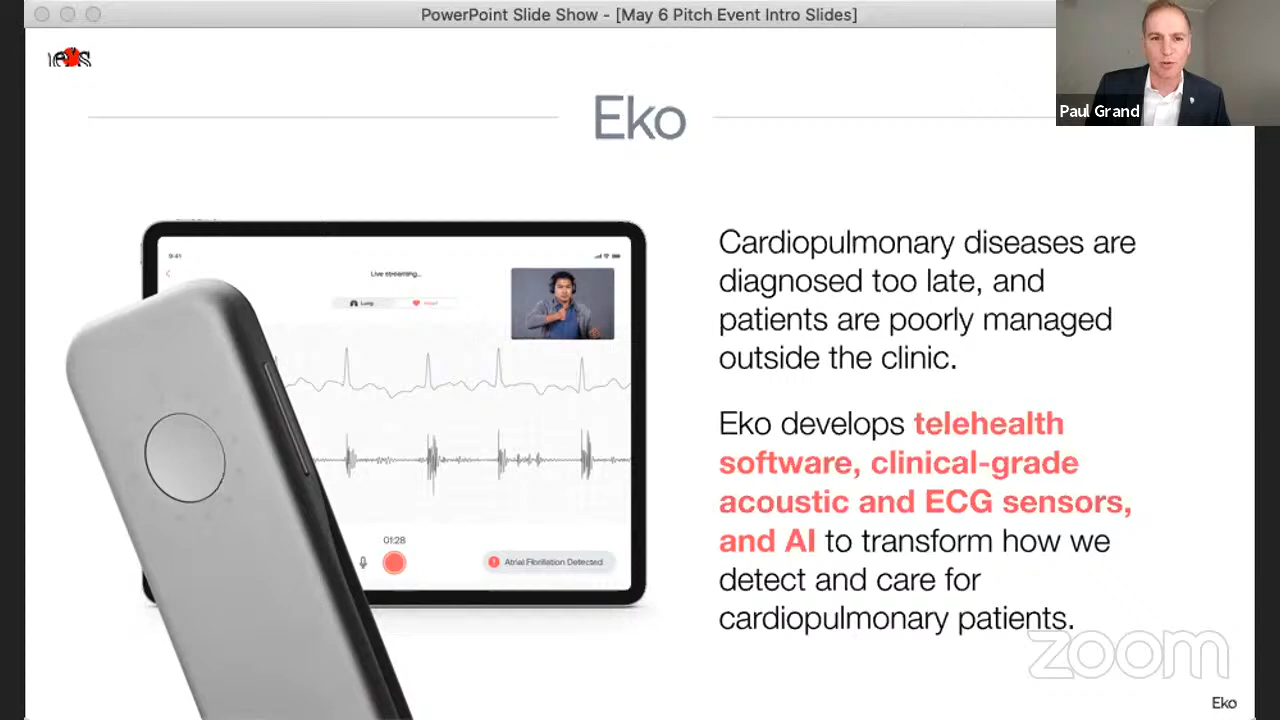 PowerPoint Slide Show - [May 6 Pitch Event Intro Slides]
Paul Grand
Eko
9:41
Live streaming...
Lung
Heart
Cardiopulmonary diseases are
diagnosed too late, and
patients are poorly managed
outside the clinic.
Eko develops telehealth
software, clinical-grade
acoustic and ECG sensors,
and AI to transform how we
detect and care for
cardiopulmonary patients.
01:28
Atrial Fibrillation Detected
zoom
Eko